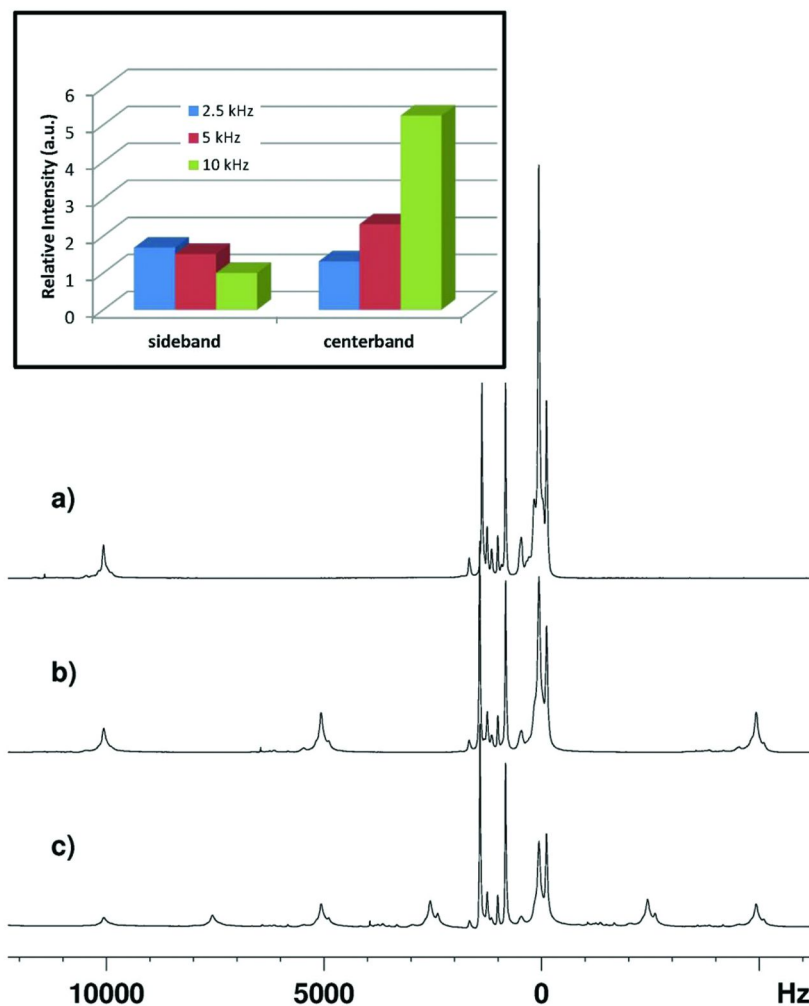 6
5
4
3
2
1
0
Relative Intensity (a.u.)
2.5 kHz
5 kHz
10 kHz
sideband centerband
a)
b)
c)
10000 5000 0 Hz